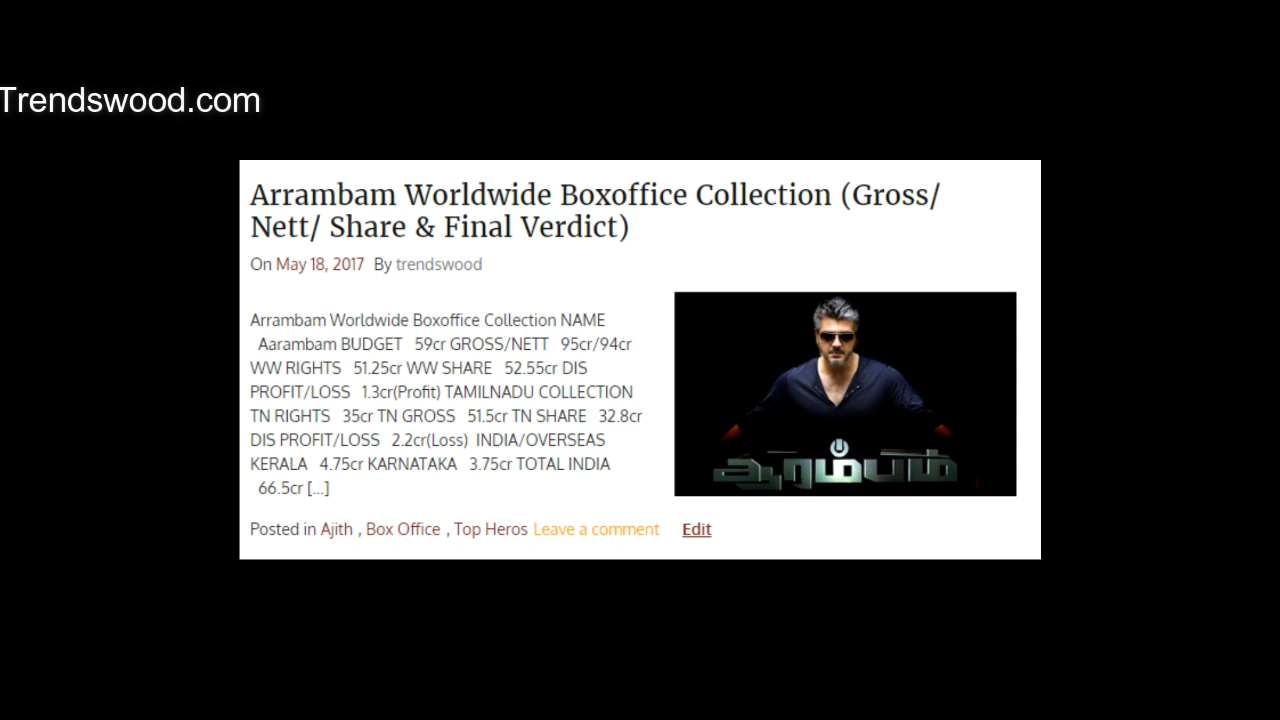 Trendswood.com
Arrambam Worldwide Boxoffice Collection (Gross/
Nett/ Share & Final Verdict)
On May 18, 2017 By trendswood
Arrambam Worldwide Boxoffice Collection NAME
Aarambam BUDGET 59cr GROSS/NETT 95cr/94cr
WW RIGHTS 51.25cr WW SHARE 52.55cr DIS
PROFIT/LOSS 1.3cr(Profit) TAMILNADU COLLECTION
TN RIGHTS 35cr TN GROSS 51.5cr TN SHARE 32.8cr
DIS PROFIT/LOSS 2.2cr(Loss) INDIA/OVERSEAS
KERALA 4.75cr KARNATAKA 3.75cr TOTAL INDIA
66.5cr [...]
ஆரம்பம்
Posted in Ajith , Box Office , Top Heros Leave a comment Edit